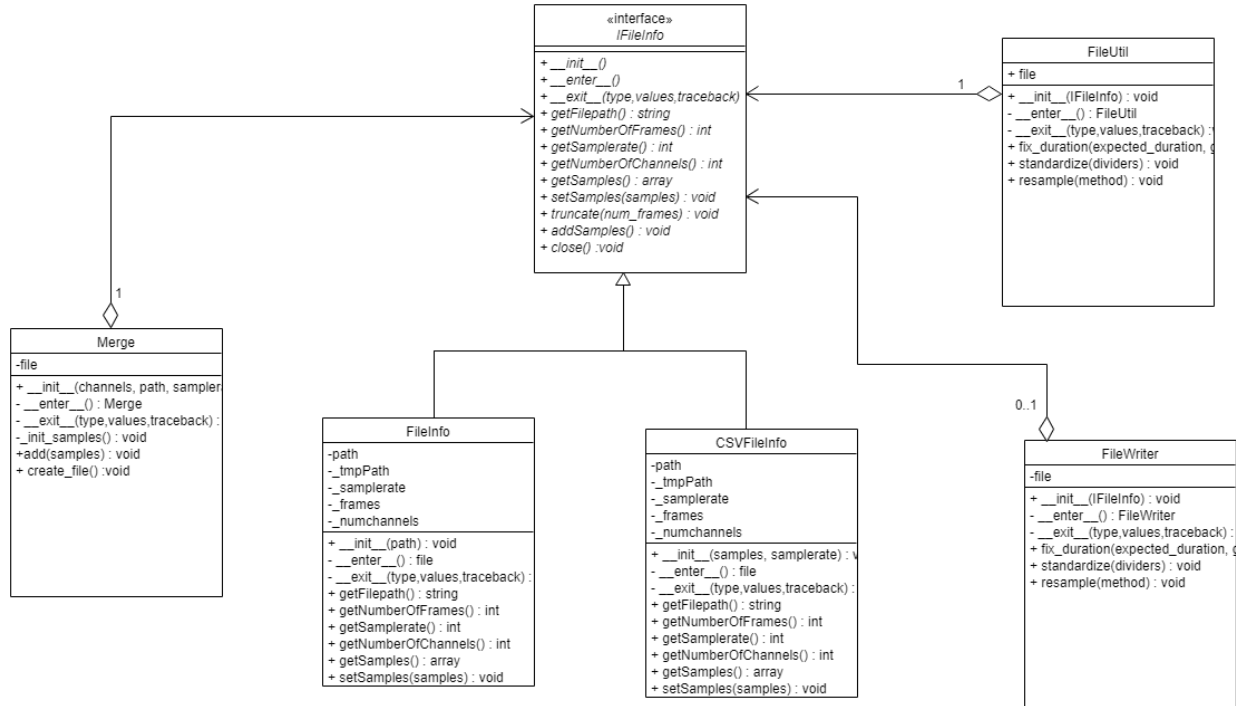 «interface»
IFileInfo
+ __init__()
+ __enter__()
+ __exit__(type,values,traceback)
+ getFilepath() : string
+ getNumberOfFrames() : int
+ getSamplerate() : int
+ getNumberOfChannels() : int
+ getSamples() : array
+ setSamples(samples) : void
+ truncate(num_frames) : void
+ addSamples() : void
+ close() :void
FileUtil
+ file
+ __init__(IFileInfo) : void
- __enter__() : FileUtil
- __exit__(type,values,traceback) :
+ fix_duration(expected_duration,
+ standardize(dividers) : void
+ resample(method) : void
1
1
Merge
-file
+ __init__(channels, path, sampler
- __enter__() : Merge
- __exit__(type,values,traceback) :
-_init_samples() : void
+add(samples) : void
+ create_file() :void
FileInfo
-path
-_tmpPath
-_samplerate
-_frames
-_numchannels
+ __init__(path) : void
- __enter__() : file
- __exit__(type,values,traceback) :
+ getFilepath() : string
+ getNumberOfFrames() : int
+ getSamplerate() : int
+ getNumberOfChannels() : int
+ getSamples() : array
+ setSamples(samples) : void
CSVFileInfo
-path
-_tmpPath
-_samplerate
-_frames
-_numchannels
+ __init__(samples, samplerate) :
- __enter__() : file
- __exit__(type,values,traceback) :
+ getFilepath() : string
+ getNumberOfFrames() : int
+ getSamplerate() : int
+ getNumberOfChannels() : int
+ getSamples() : array
+ setSamples(samples) : void
0..1
FileWriter
-file
+ __init__(IFileInfo) : void
- __enter__() : FileWriter
- __exit__(type,values,traceback) :
+ fix_duration(expected_duration,
+ standardize(dividers) : void
+ resample(method) : void